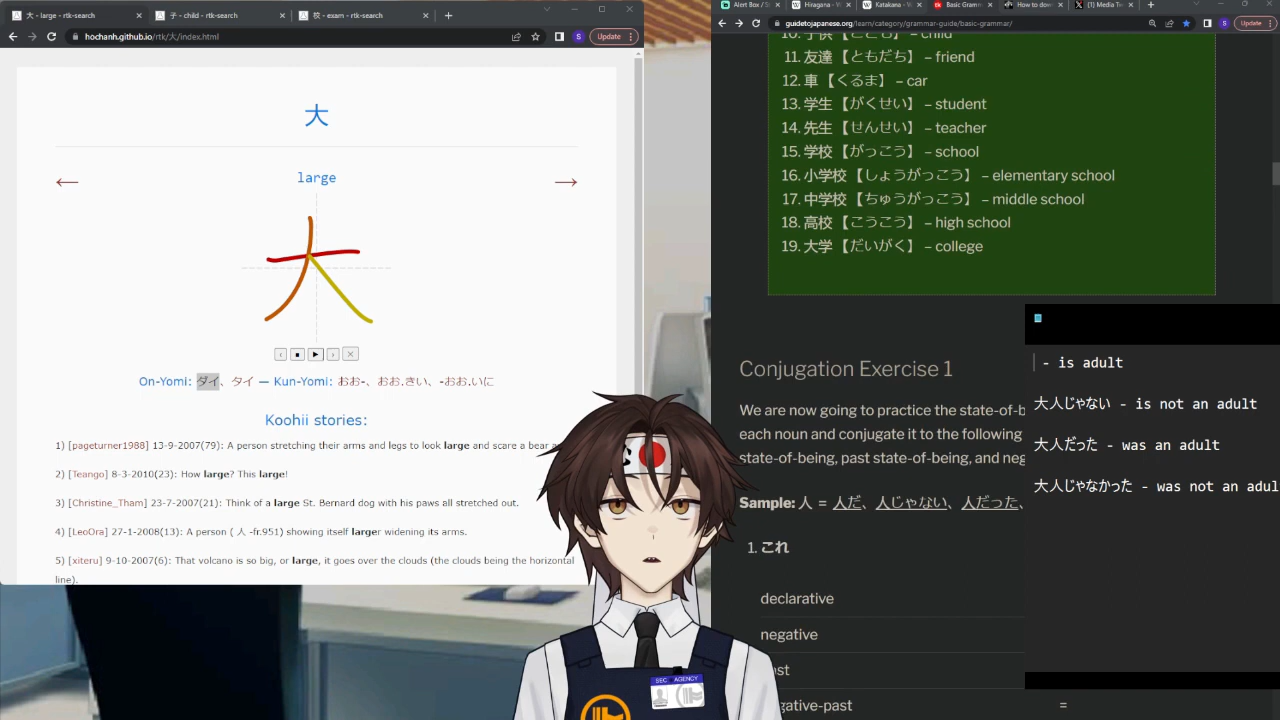 大 - large - rtk-search
子 - child - rtk-search
校 - exam - rtk-search
Update
hochanh.github.io/rtk/大/index.html
大
←
large
→
On-Yomi: ダイ、タイ — Kun-Yomi: おお-、おお.きい、-おお.いに
Koohii stories:
1) [pageturner1988] 13-9-2007(79): A person stretching their arms and legs to look large and scare a bear
2) [Teango] 8-3-2010(23): How large? This large!
3) [Christine_Tham] 23-7-2007(21): Think of a large St. Bernard dog with his paws all stretched out.
4) [LeoOra] 27-1-2008(13): A person ( 人 -fr.951) showing itself larger widening its arms.
5) [xiteru] 9-10-2007(6): That volcano is so big, or large, it goes over the clouds (the clouds being the horizontal
line).
Alert Box / S
Hiragana - W
Katakana - W
Basic Gramm
How to down
(1) Media Tw
guidetojapanese.org/learn/category/grammar-guide/basic-grammar/
Update
10. 子供 【こども】 – child
11. 友達 【ともだち】 – friend
12. 車 【くるま】 – car
13. 学生 【がくせい】 – student
14. 先生 【せんせい】 – teacher
15. 学校 【がっこう】 – school
16. 小学校 【しょうがっこう】 – elementary school
17. 中学校 【ちゅうがっこう】 – middle school
18. 高校 【こうこう】 – high school
19. 大学 【だいがく】 – college
Conjugation Exercise 1
We are now going to practice the state-of-b
each noun and conjugate it to the following
state-of-being, past state-of-being, and neg
Sample: 人 = 人だ、人じゃない、人だった、
1. これ
declarative
negative
past
negative-past
=
- is adult
大人じゃない - is not an adult
大人だった - was an adult
大人じゃなかった - was not an adul
SEC AGENCY